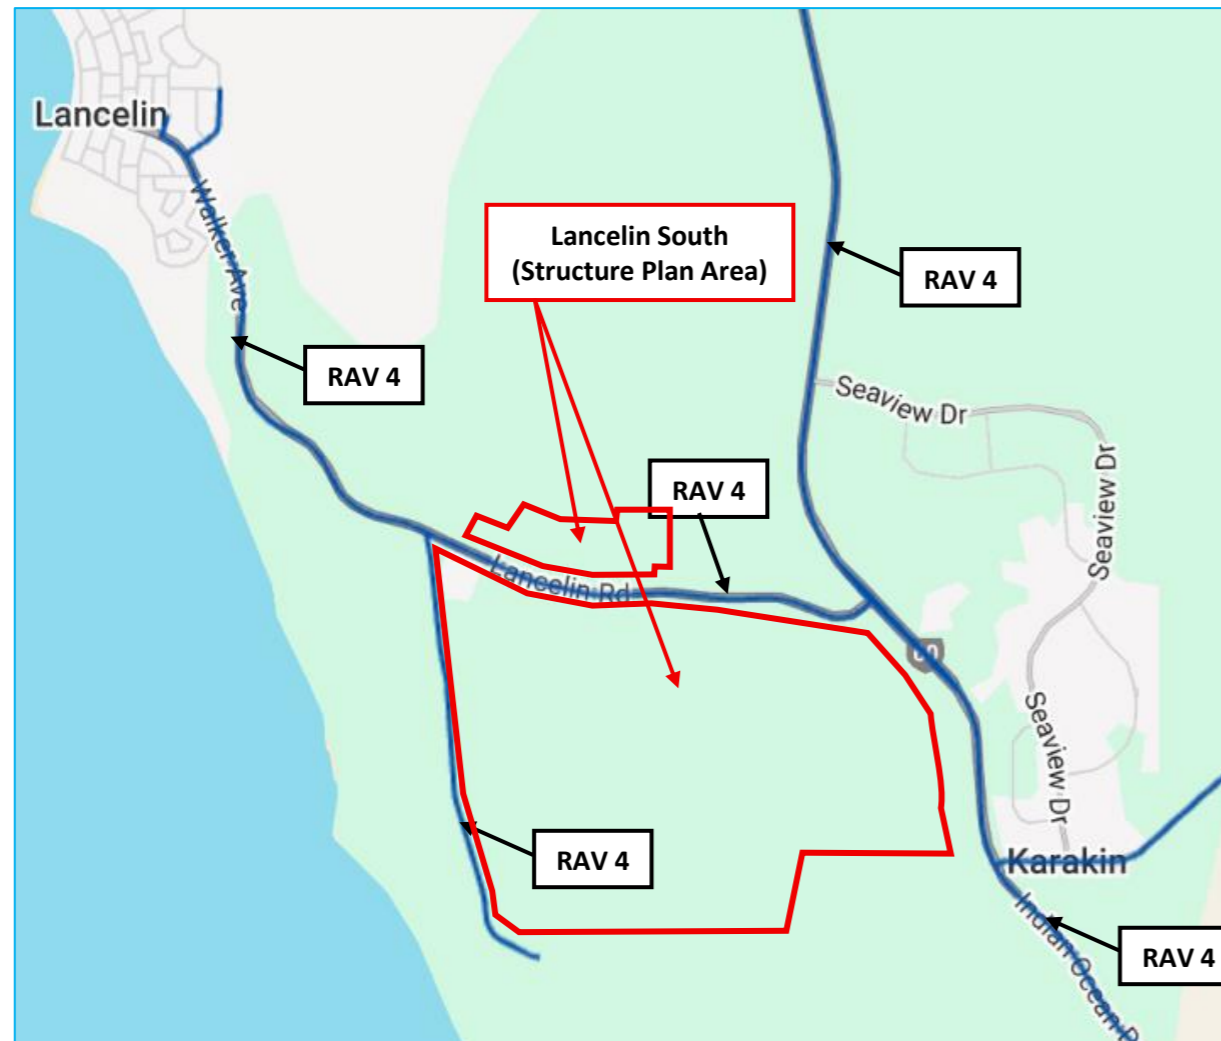 Lancelin
Walker Ave
Lancelin South
(Structure Plan Area)
RAV 4
RAV 4
Seaview Dr
RAV 4
Seaview Dr
Lancelin Rd
Seaview Dr
RAV 4
Karakin
Indian Ocean D
RAV 4